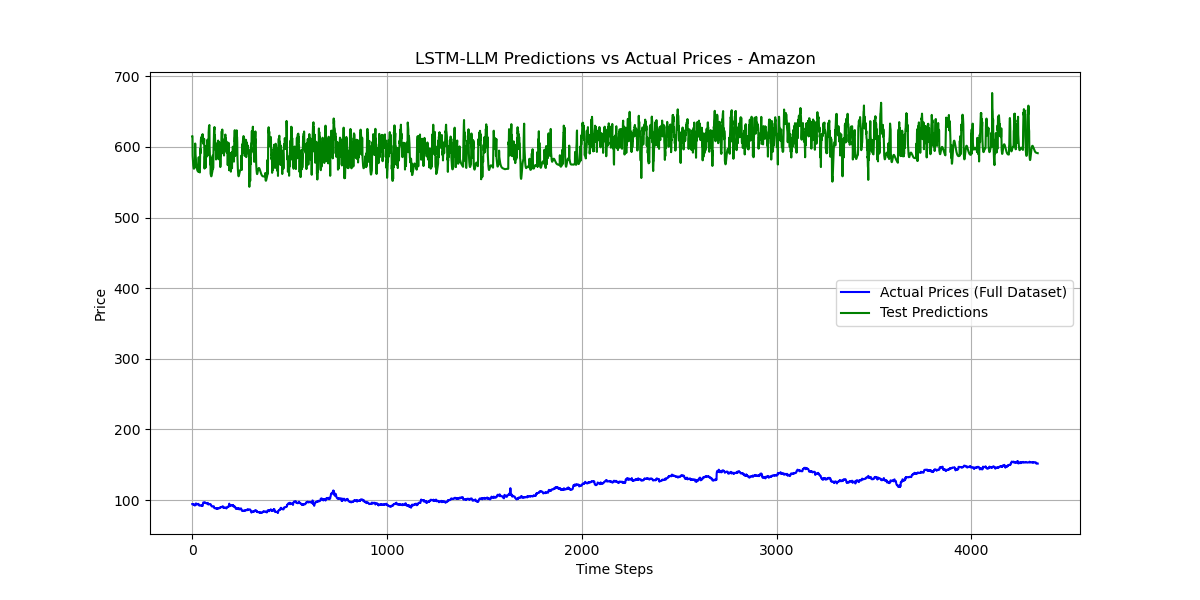 LSTM-LLM Predictions vs Actual Prices - Amazon
700
600
500
400
300
200
100
Price
Actual Prices (Full Dataset)
Test Predictions
0
1000
2000
3000
4000
Time Steps